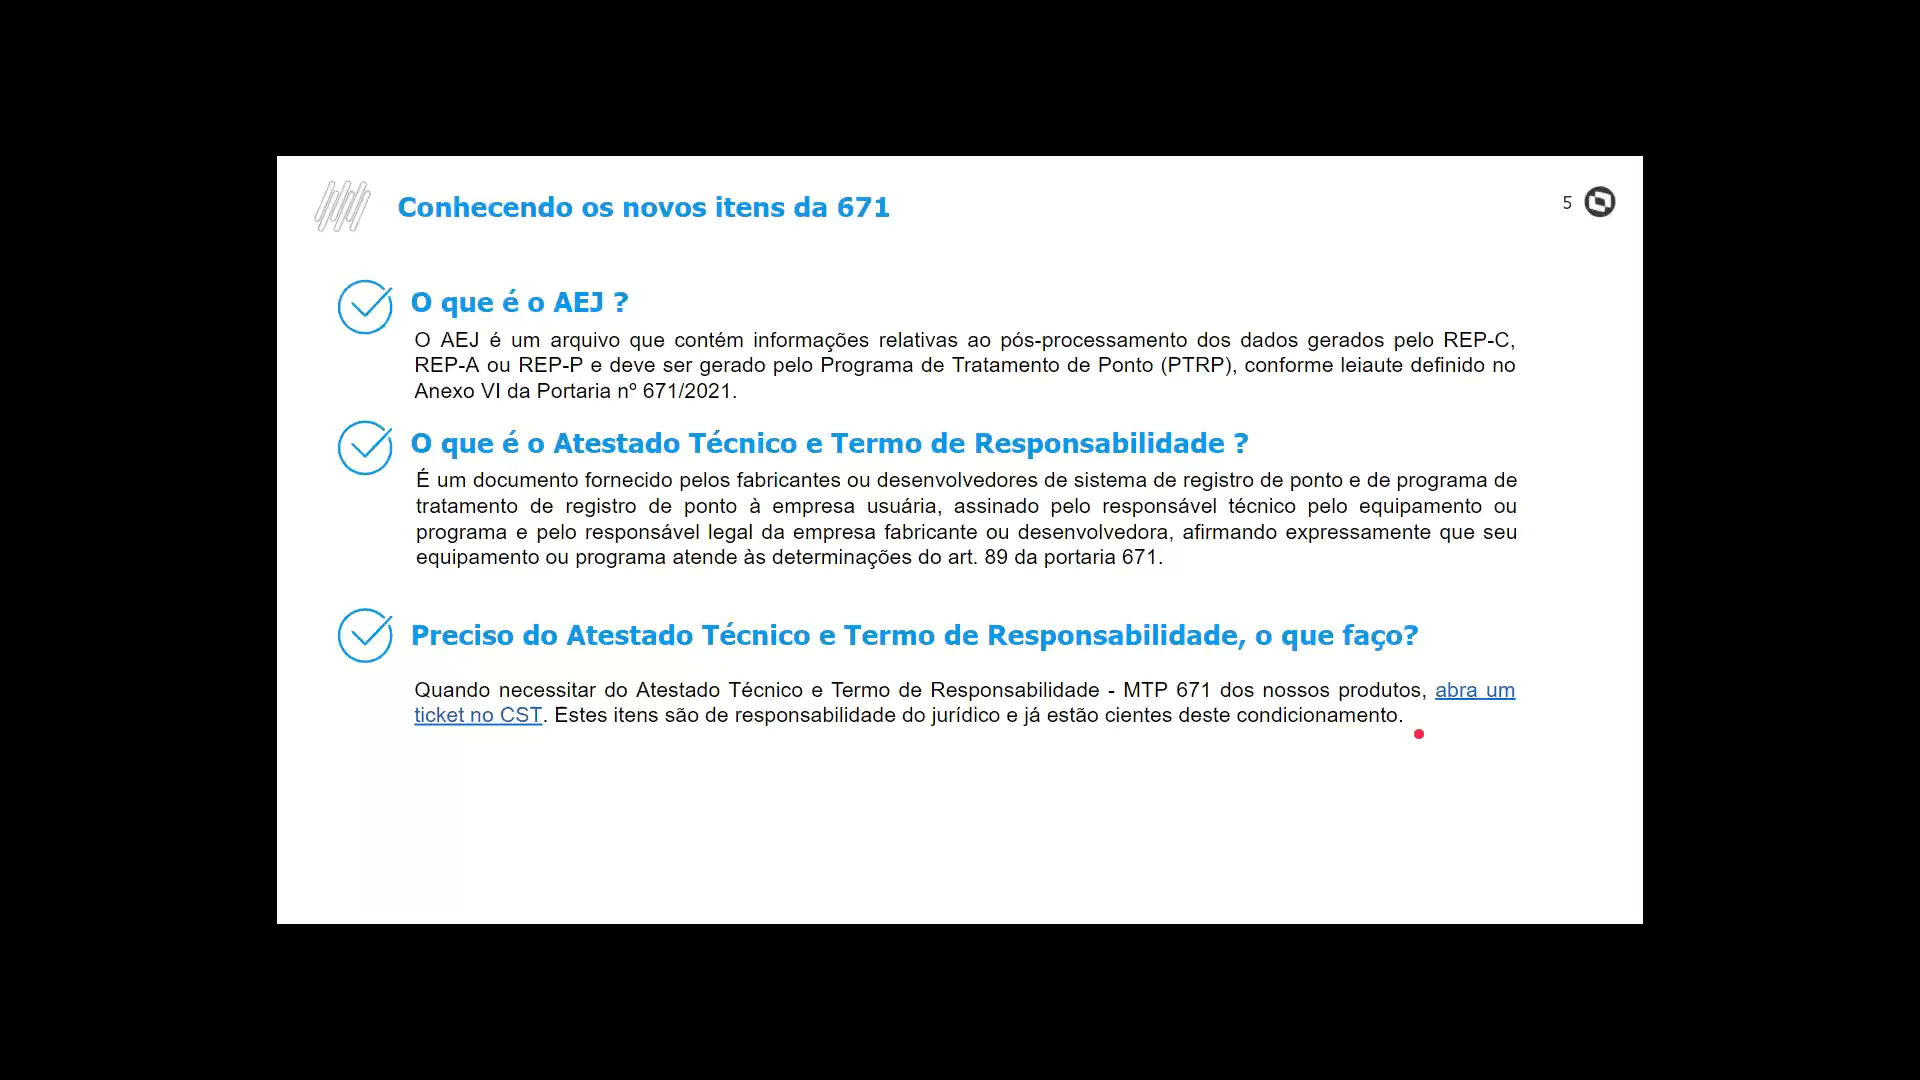 Conhecendo os novos itens da 671
5
O que é o AEJ ?
O AEJ é um arquivo que contém informações relativas ao pós-processamento dos dados gerados pelo REP-C,
REP-A ou REP-P e deve ser gerado pelo Programa de Tratamento de Ponto (PTRP), conforme leiaute definido no
Anexo VI da Portaria nº 671/2021.
O que é o Atestado Técnico e Termo de Responsabilidade ?
É um documento fornecido pelos fabricantes ou desenvolvedores de sistema de registro de ponto e de programa de
tratamento de registro de ponto à empresa usuária, assinado pelo responsável técnico pelo equipamento ou
programa e pelo responsável legal da empresa fabricante ou desenvolvedora, afirmando expressamente que seu
equipamento ou programa atende às determinações do art. 89 da portaria 671.
Preciso do Atestado Técnico e Termo de Responsabilidade, o que faço?
Quando necessitar do Atestado Técnico e Termo de Responsabilidade - MTP 671 dos nossos produtos, abra um
ticket no CST. Estes itens são de responsabilidade do jurídico e já estão cientes deste condicionamento.